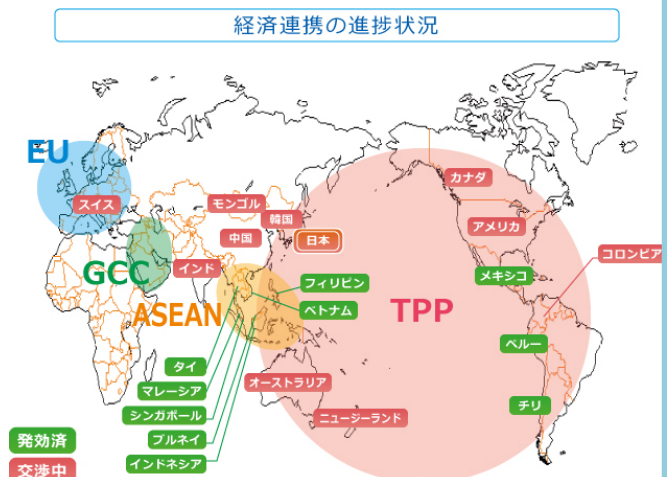 経済連携の進捗状況
EU
スイス
GCC
モンゴル
韓国
中国
日本
インド
ASEAN
フィリピン
ベトナム
TPP
カナダ
アメリカ
コロンビア
メキシコ
ペルー
チリ
タイ
マレーシア
シンガポール
ブルネイ
インドネシア
オーストラリア
ニュージーランド
発効済
交渉中